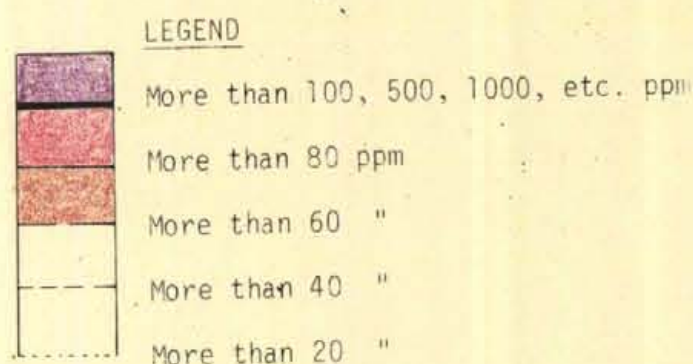 LEGEND
More than 100, 500, 1000, etc. ppm
More than 80 ppm
More than 60 "
More than 40 "
More than 20 "